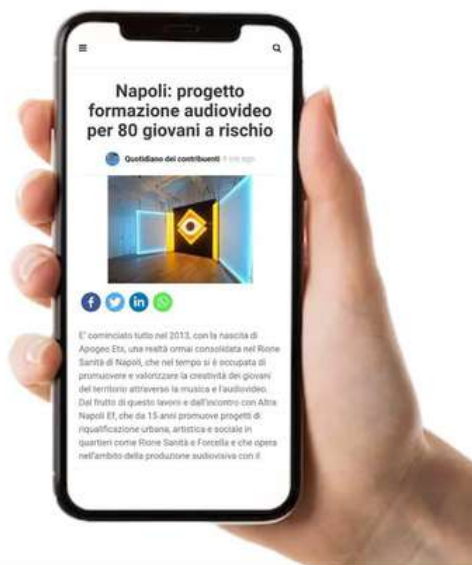 Napoli: progetto
formazione audiovideo
per 80 giovani a rischio
Quotidiano dei contribuenti 4 ore ago
E' cominciato tutto nel 2013, con la nascita di
Apogeo Ets, una realtà ormai consolidata nel Rione
Sanità di Napoli, che nel tempo si è occupata di
promuovere e valorizzare la creatività dei giovani
del territorio attraverso la musica e l'audiovideo.
Dal frutto di questo lavoro e dall'incontro con Altra
Napoli Ef, che da 15 anni promuove progetti di
riqualificazione urbana, artistica e sociale in
quartieri come Rione Sanità e Forcella e che opera
nell'ambito della produzione audiovisiva con il